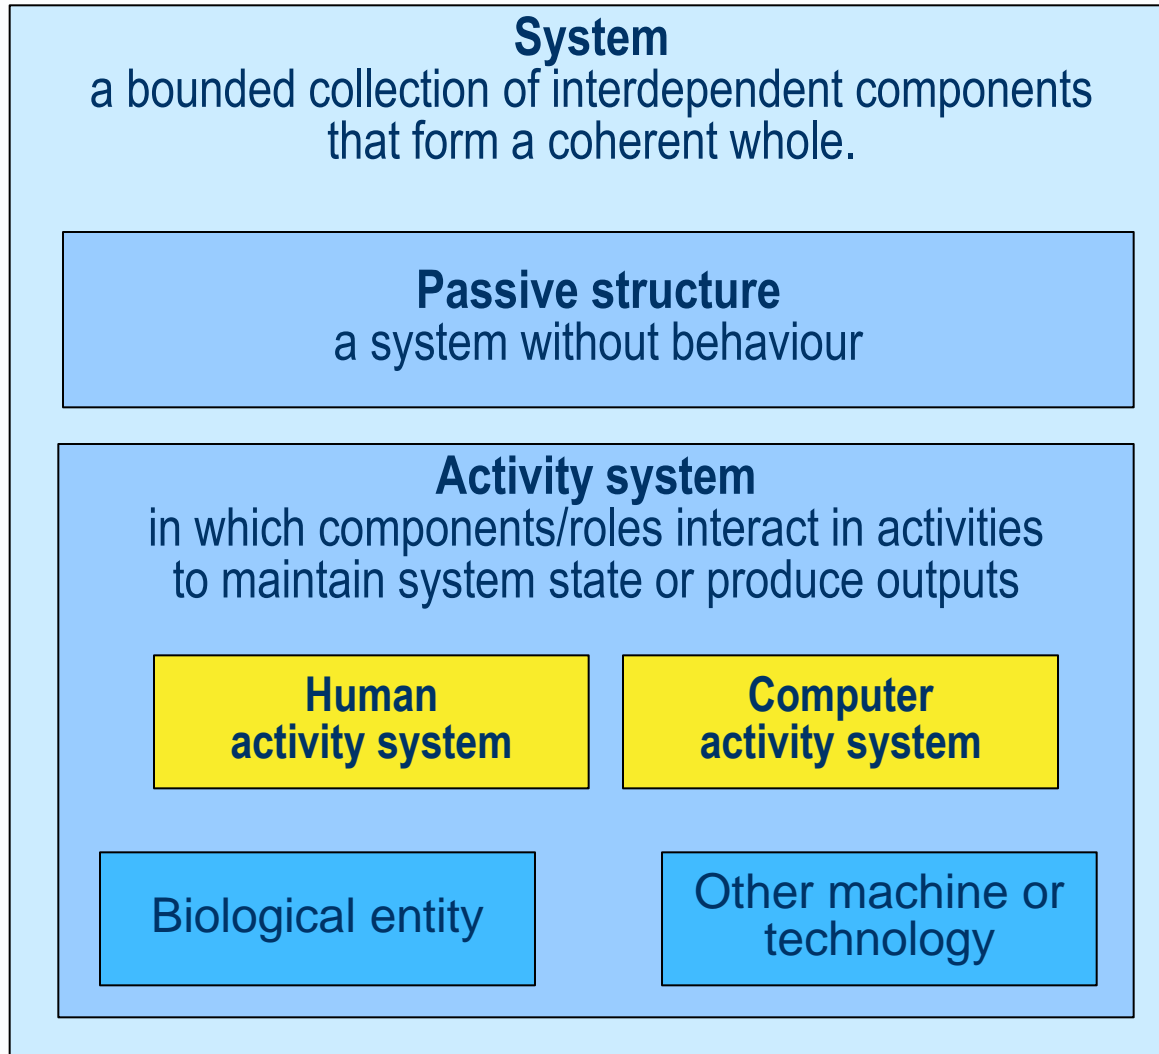 System
a bounded collection of interdependent components
that form a coherent whole.
Passive structure
a system without behaviour
Activity system
in which components/roles interact in activities
to maintain system state or produce outputs
Human
activity system
Computer
activity system
Biological entity
Other machine or
technology